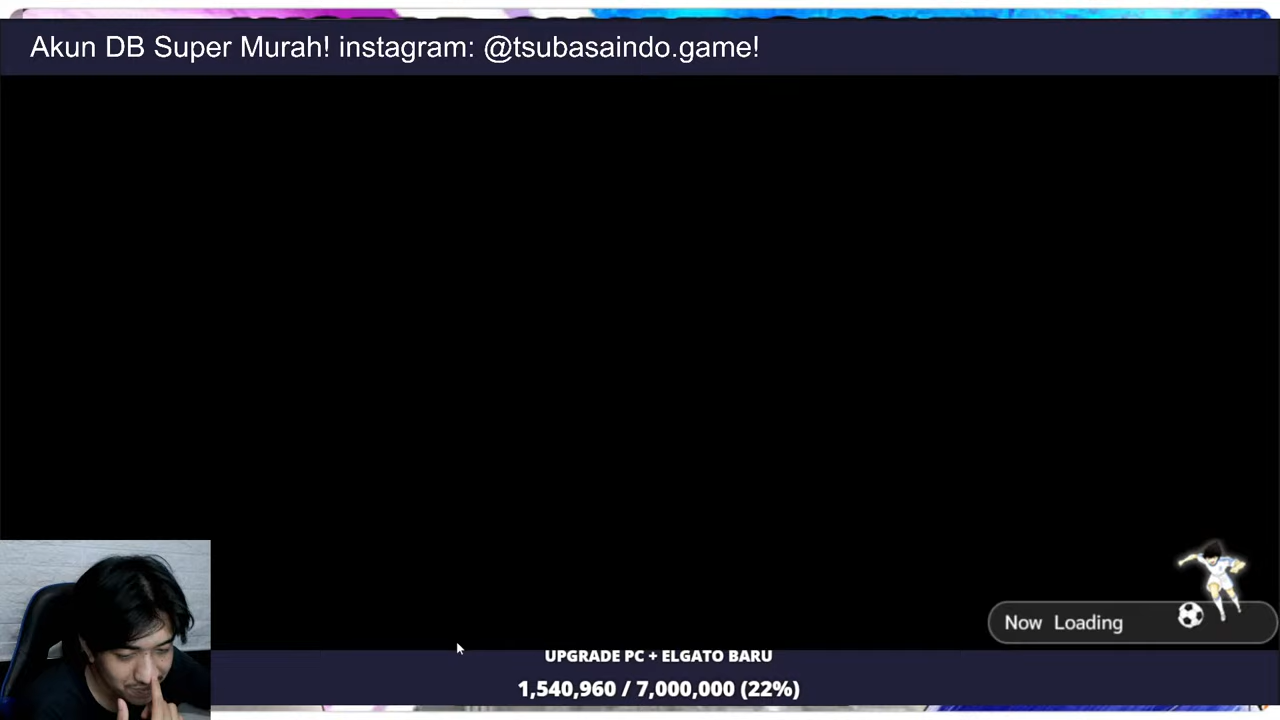 Akun DB Super Murah! instagram: @tsubasaindo.game!
Now Loading
UPGRADE PC + ELGATO BARU
1,540,960 / 7,000,000 (22%)